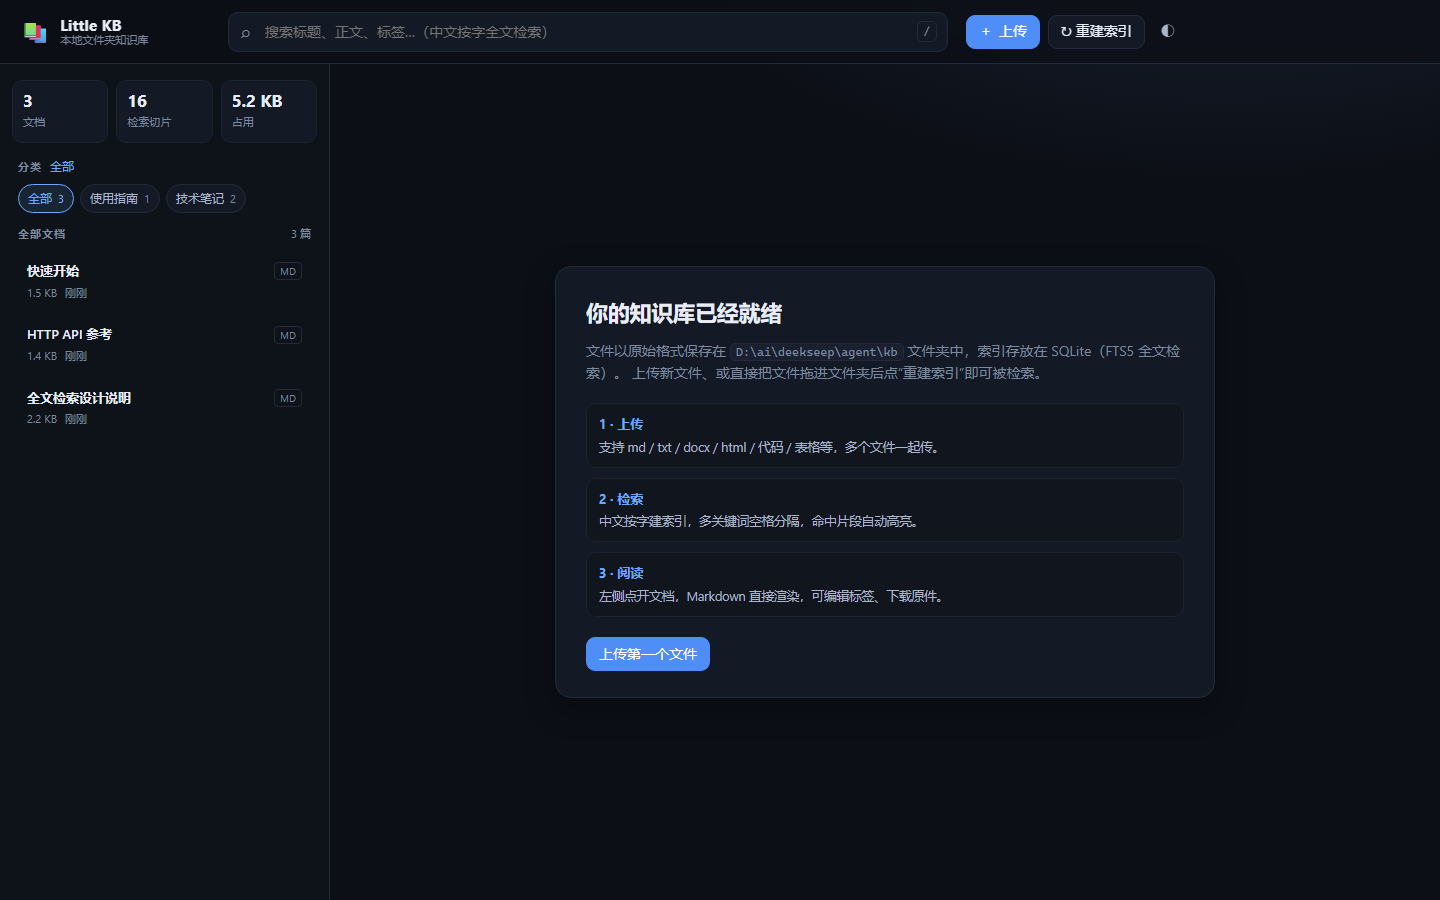 Little KB
本地文件夹知识库
搜索标题、正文、标签...（中文按字全文检索）
/
+ 上传
↻ 重建索引
3
文档
16
检索切片
5.2 KB
占用
分类 全部
全部 3
使用指南 1
技术笔记 2
全部文档
3 篇
快速开始
MD
1.5 KB 刚刚
HTTP API 参考
MD
1.4 KB 刚刚
全文检索设计说明
MD
2.2 KB 刚刚
你的知识库已经就绪
文件以原始格式保存在 D:\ai\deekseep\agent\kb 文件夹中，索引存放在 SQLite（FTS5 全文检
索）。 上传新文件、或直接把文件拖进文件夹后点“重建索引”即可被检索。
1 · 上传
支持 md / txt / docx / html / 代码 / 表格等，多个文件一起传。
2 · 检索
中文按字建索引，多关键词空格分隔，命中片段自动高亮。
3 · 阅读
左侧点开文档，Markdown 直接渲染，可编辑标签、下载原件。
上传第一个文件